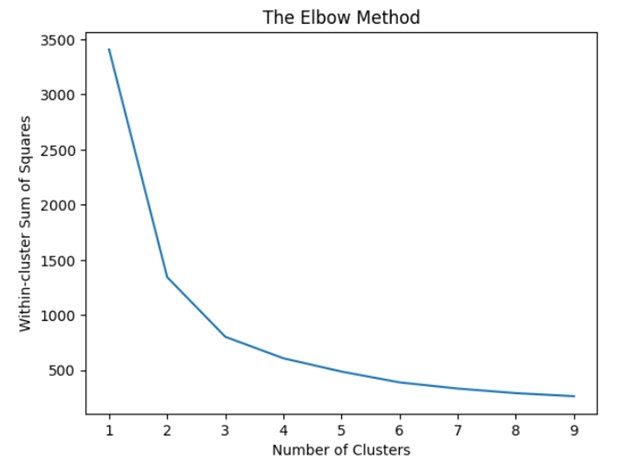 The Elbow Method
3500
3000
2500
2000
1500
1000
500
Within-cluster Sum of Squares
1 2 3 4 5 6 7 8 9
Number of Clusters